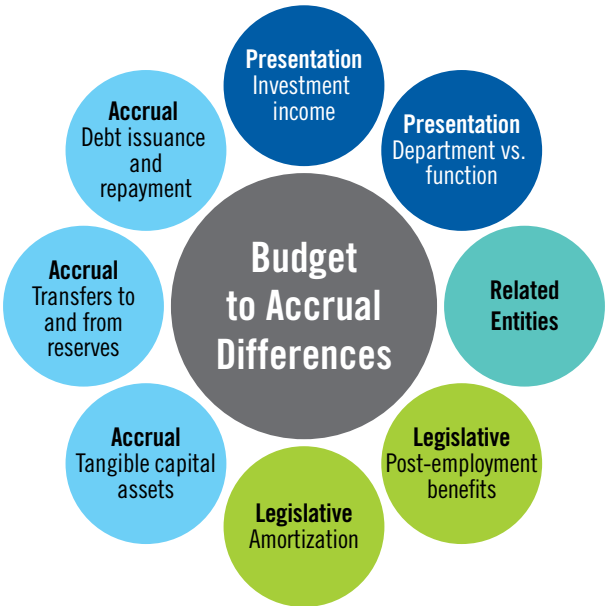 Budget
to Accrual
Differences
Presentation
Investment
income
Presentation
Department vs.
function
Related
Entities
Legislative
Post-employment
benefits
Legislative
Amortization
Accrual
Tangible capital
assets
Accrual
Transfers to
and from
reserves
Accrual
Debt issuance
and
repayment